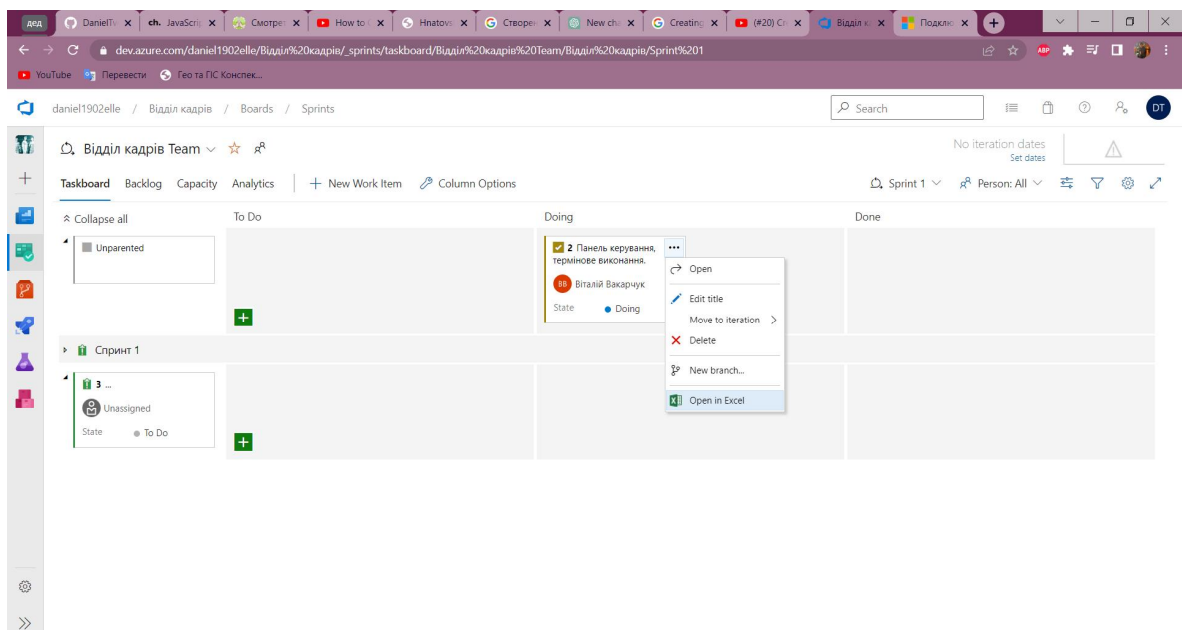 дед DanielTv ch. JavaScrip Смотрет How to Hnatovs Створен New cha Creating (#20) Cr Відділ к Подклю
dev.azure.com/daniel1902elle/Відділ%20кадрів/_sprints/taskboard/Відділ%20кадрів%20Team/Відділ%20кадрів/Sprint%201 ABP
YouTube Перевести Гео та ГІС Конспек...
daniel1902elle / Відділ кадрів / Boards / Sprints Search DT
Відділ кадрів Team No iteration dates
Set dates
Taskboard Backlog Capacity Analytics New Work Item Column Options Sprint 1 Person: All
Collapse all To Do Doing Done
Unparented 2 Панель керування,
термінове виконання.
Open
ВВ Віталій Вакарчук
Edit title
State Doing
Move to iteration
Delete
Спринт 1
New branch...
3 ...
Open in Excel
Unassigned
State To Do